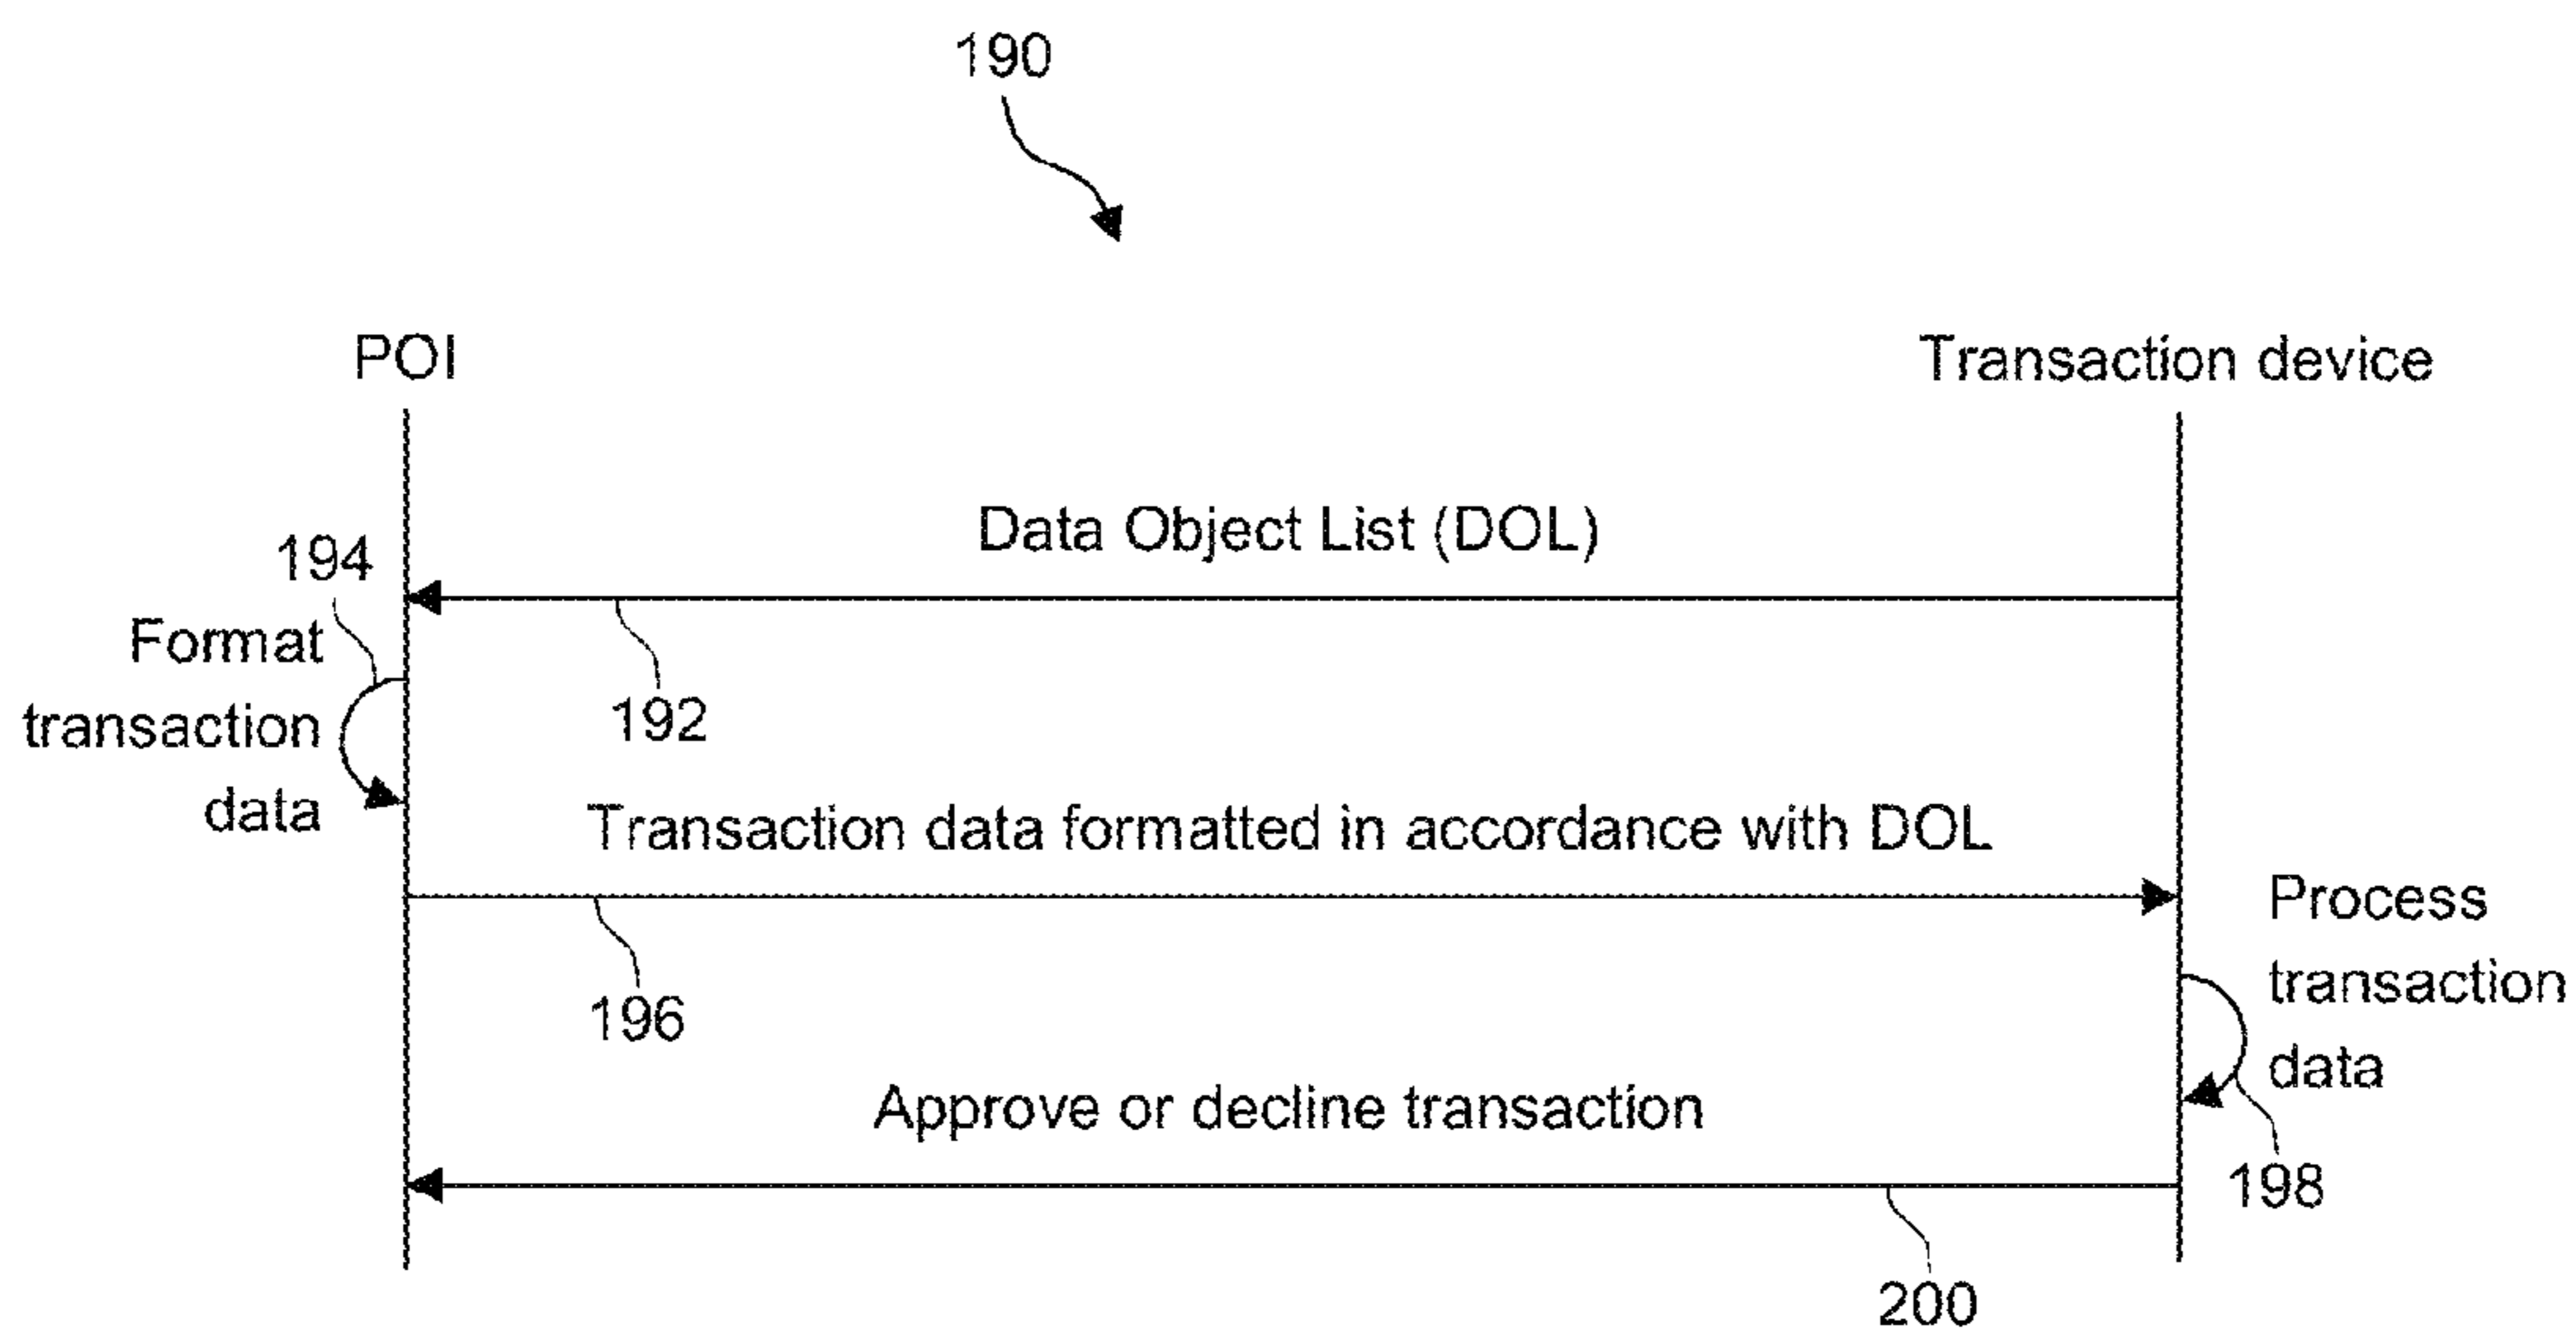 190
POI
Transaction device
Data Object List (DOL)
194
Format
transaction
data
192
Transaction data formatted in accordance with DOL
196
Process
transaction
data
198
Approve or decline transaction
200